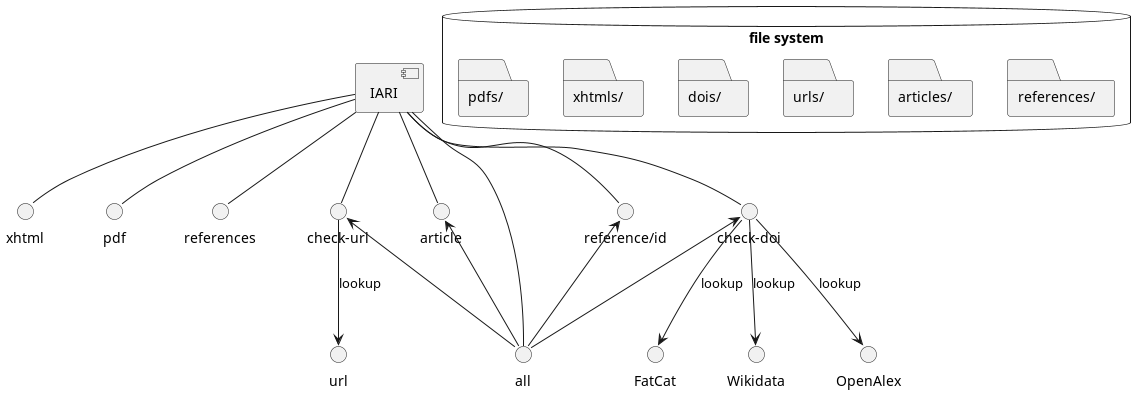 file system
IARI
pdfs/
xhtmls/
dois/
urls/
articles/
references/
xhtml
pdf
references
check-url
article
reference/id
check-doi
lookup
lookup
lookup
lookup
url
all
FatCat
Wikidata
OpenAlex